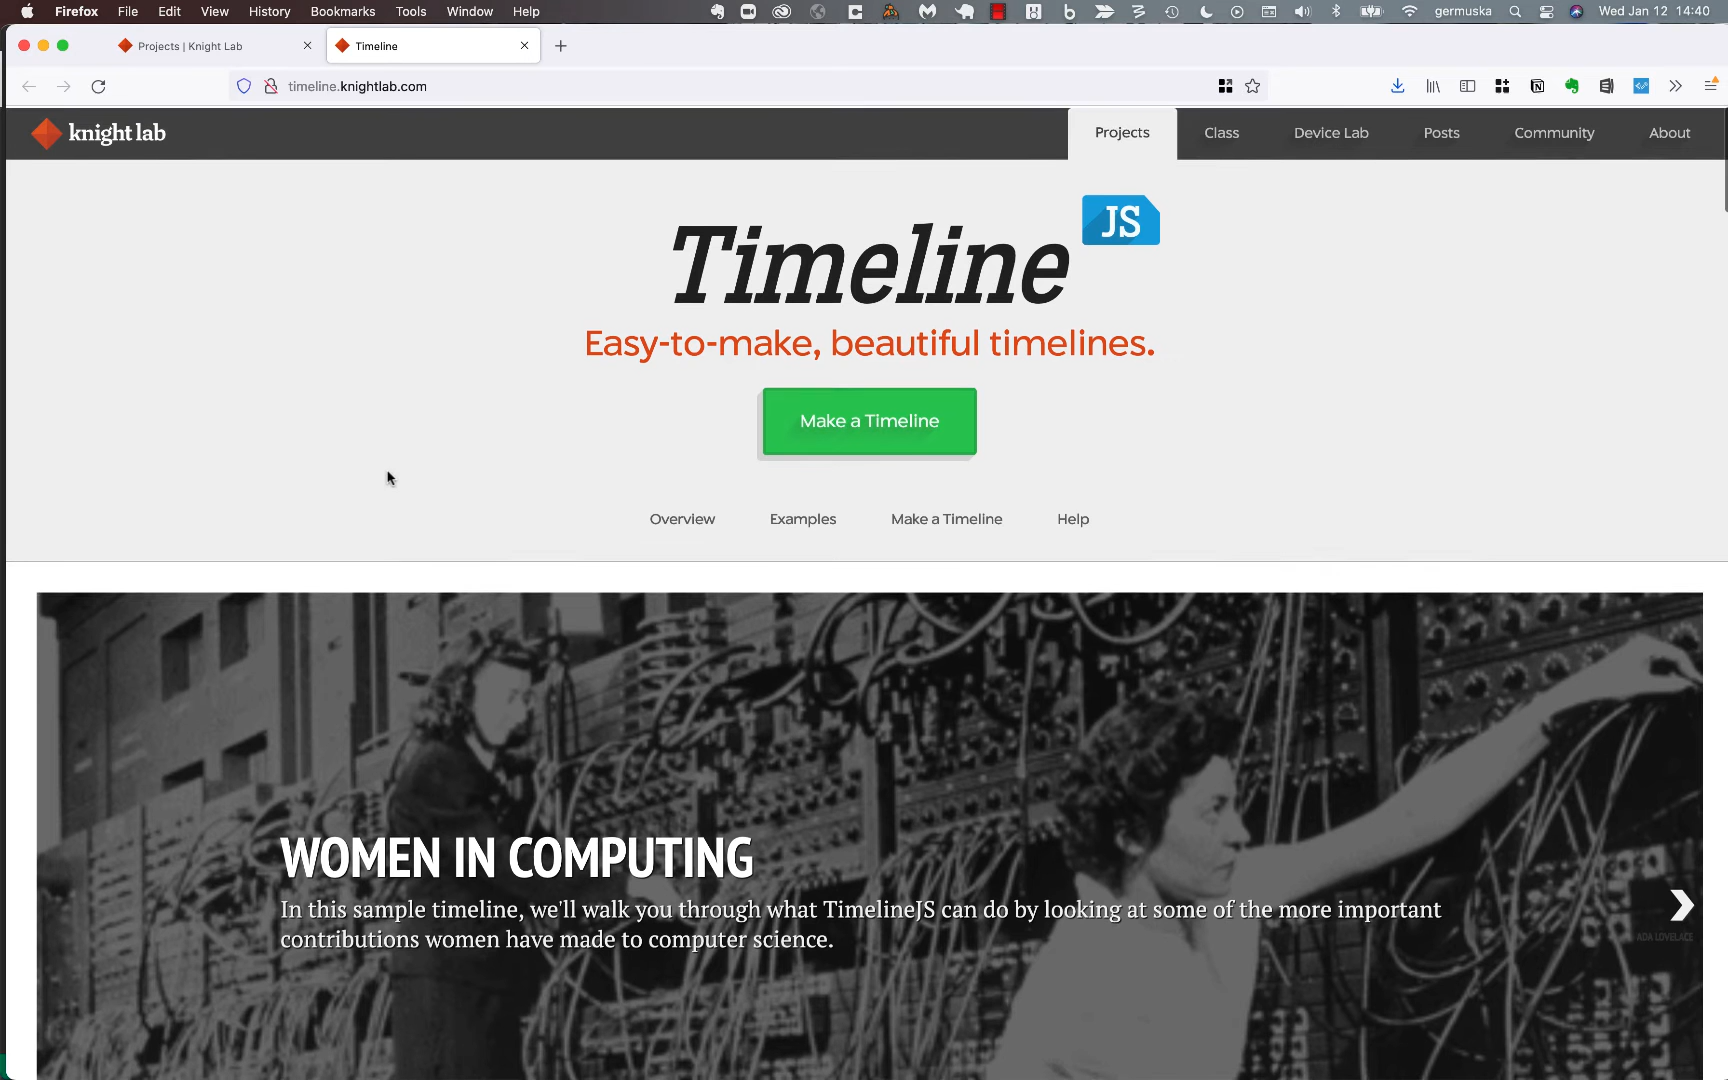 Firefox File Edit View History Bookmarks Tools Window Help germuska Wed Jan 12 14:40
Projects | Knight Lab Timeline
timeline.knightlab.com
knight lab Projects Class Device Lab Posts Community About
Timeline JS
Easy-to-make, beautiful timelines.
Make a Timeline
Overview Examples Make a Timeline Help
WOMEN IN COMPUTING
In this sample timeline, we'll walk you through what TimelineJS can do by looking at some of the more important
contributions women have made to computer science.
ADA LOVELACE